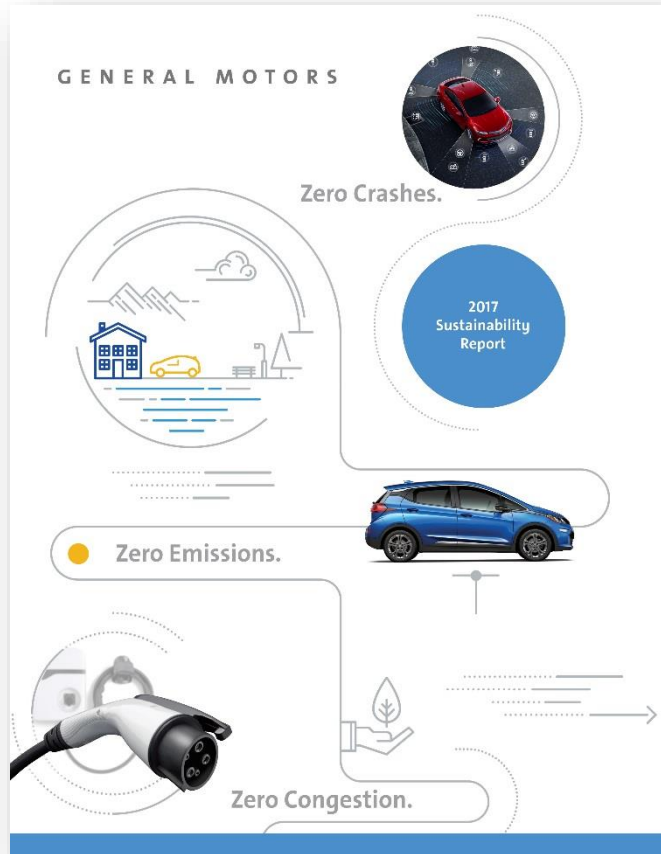 GENERAL MOTORS
Zero Crashes.
2017
Sustainability
Report
Zero Emissions.
Zero Congestion.